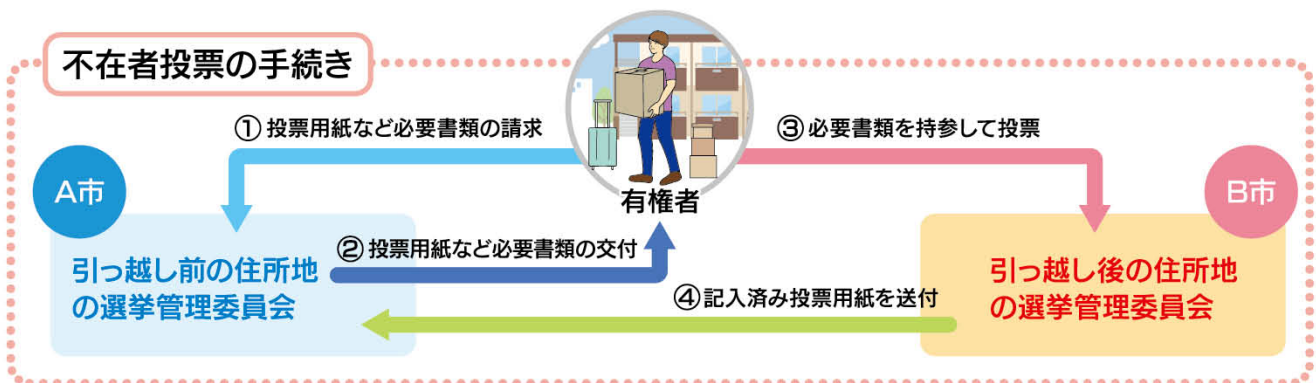 不在者投票の手続き
① 投票用紙など必要書類の請求
③ 必要書類を持参して投票
A市
B市
有権者
② 投票用紙など必要書類の交付
引っ越し前の住所地
の選挙管理委員会
引っ越し後の住所地
の選挙管理委員会
④ 記入済み投票用紙を送付